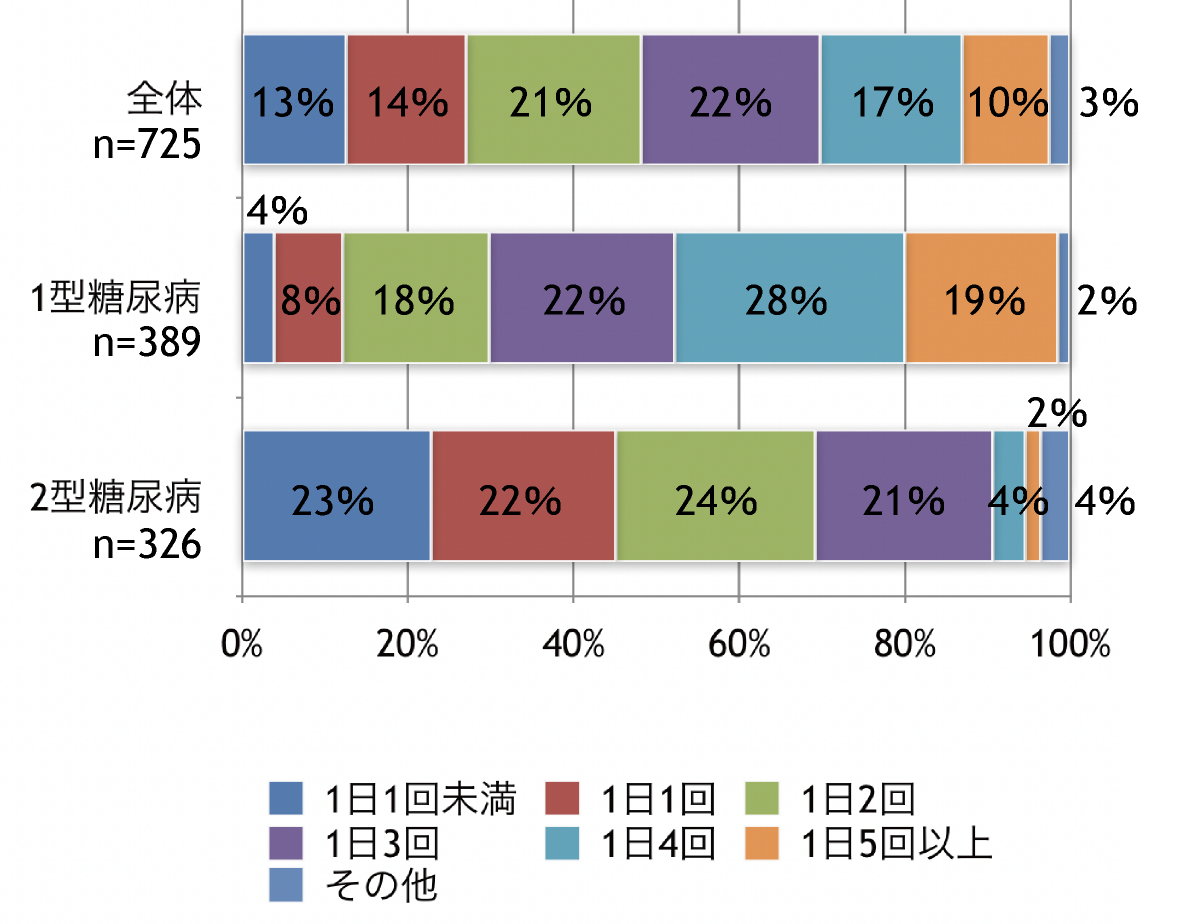 全体
n=725
13% 14% 21% 22% 17% 10% 3%
4%
1型糖尿病
n=389
8% 18% 22% 28% 19% 2%
2%
2型糖尿病
n=326
23% 22% 24% 21% 4% 4%
0% 20% 40% 60% 80% 100%
1日1回未満 1日1回 1日2回
1日3回 1日4回 1日5回以上
その他